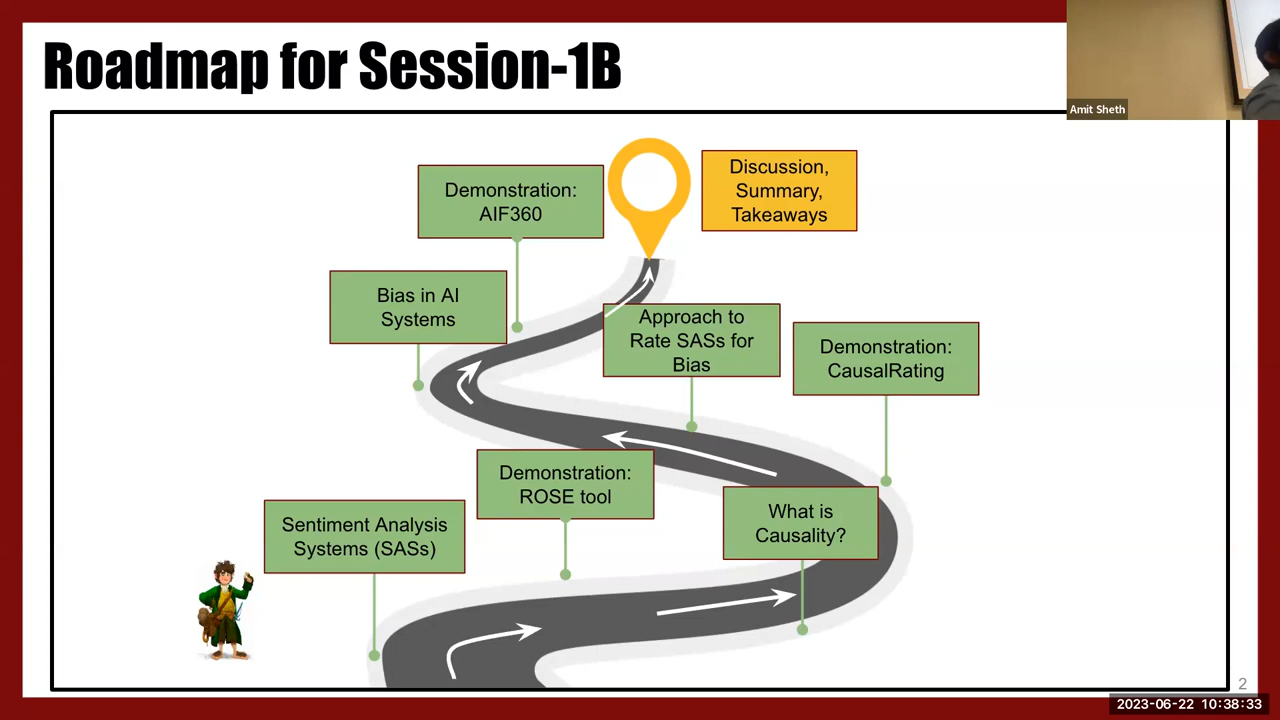 Roadmap for Session-1B
Amit Sheth
Demonstration:
AIF360
Discussion,
Summary,
Takeaways
Bias in AI
Systems
Approach to
Rate SASs for
Bias
Demonstration:
CausalRating
Demonstration:
ROSE tool
What is
Causality?
Sentiment Analysis
Systems (SASs)
2
2023-06-22 10:38:33